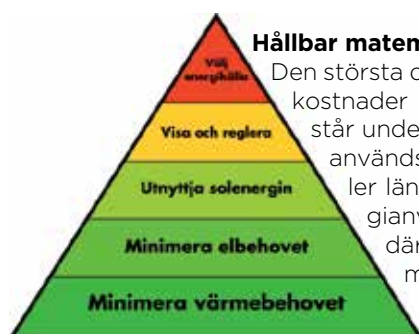 Välj
energikälla
Visa och reglera
Utnyttja solenergin
Minimera elbehovet
Minimera värmebehovet
Hållbar matem
Den största o
kostnader
står unde
används
ler län
gianv
där
m